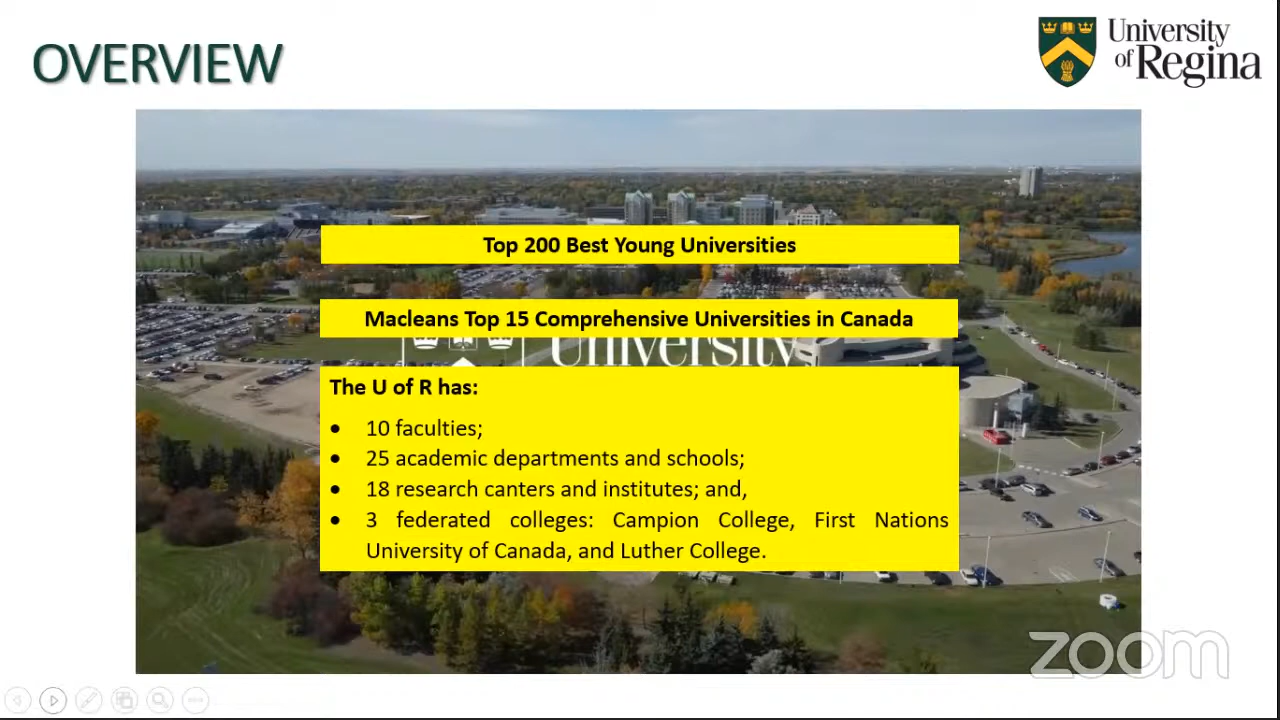 OVERVIEW
University
of Regina
Top 200 Best Young Universities
Macleans Top 15 Comprehensive Universities in Canada
University
The U of R has:
• 10 faculties;
• 25 academic departments and schools;
• 18 research canters and institutes; and,
• 3 federated colleges: Campion College, First Nations
University of Canada, and Luther College.
zoom